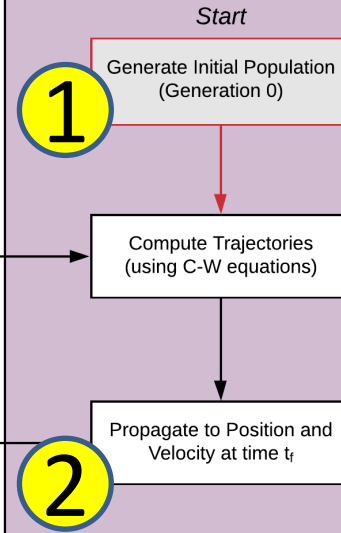 Start
1
Generate Initial Population
(Generation 0)
Compute Trajectories
(using C-W equations)
Propagate to Position and
Velocity at time tf
2